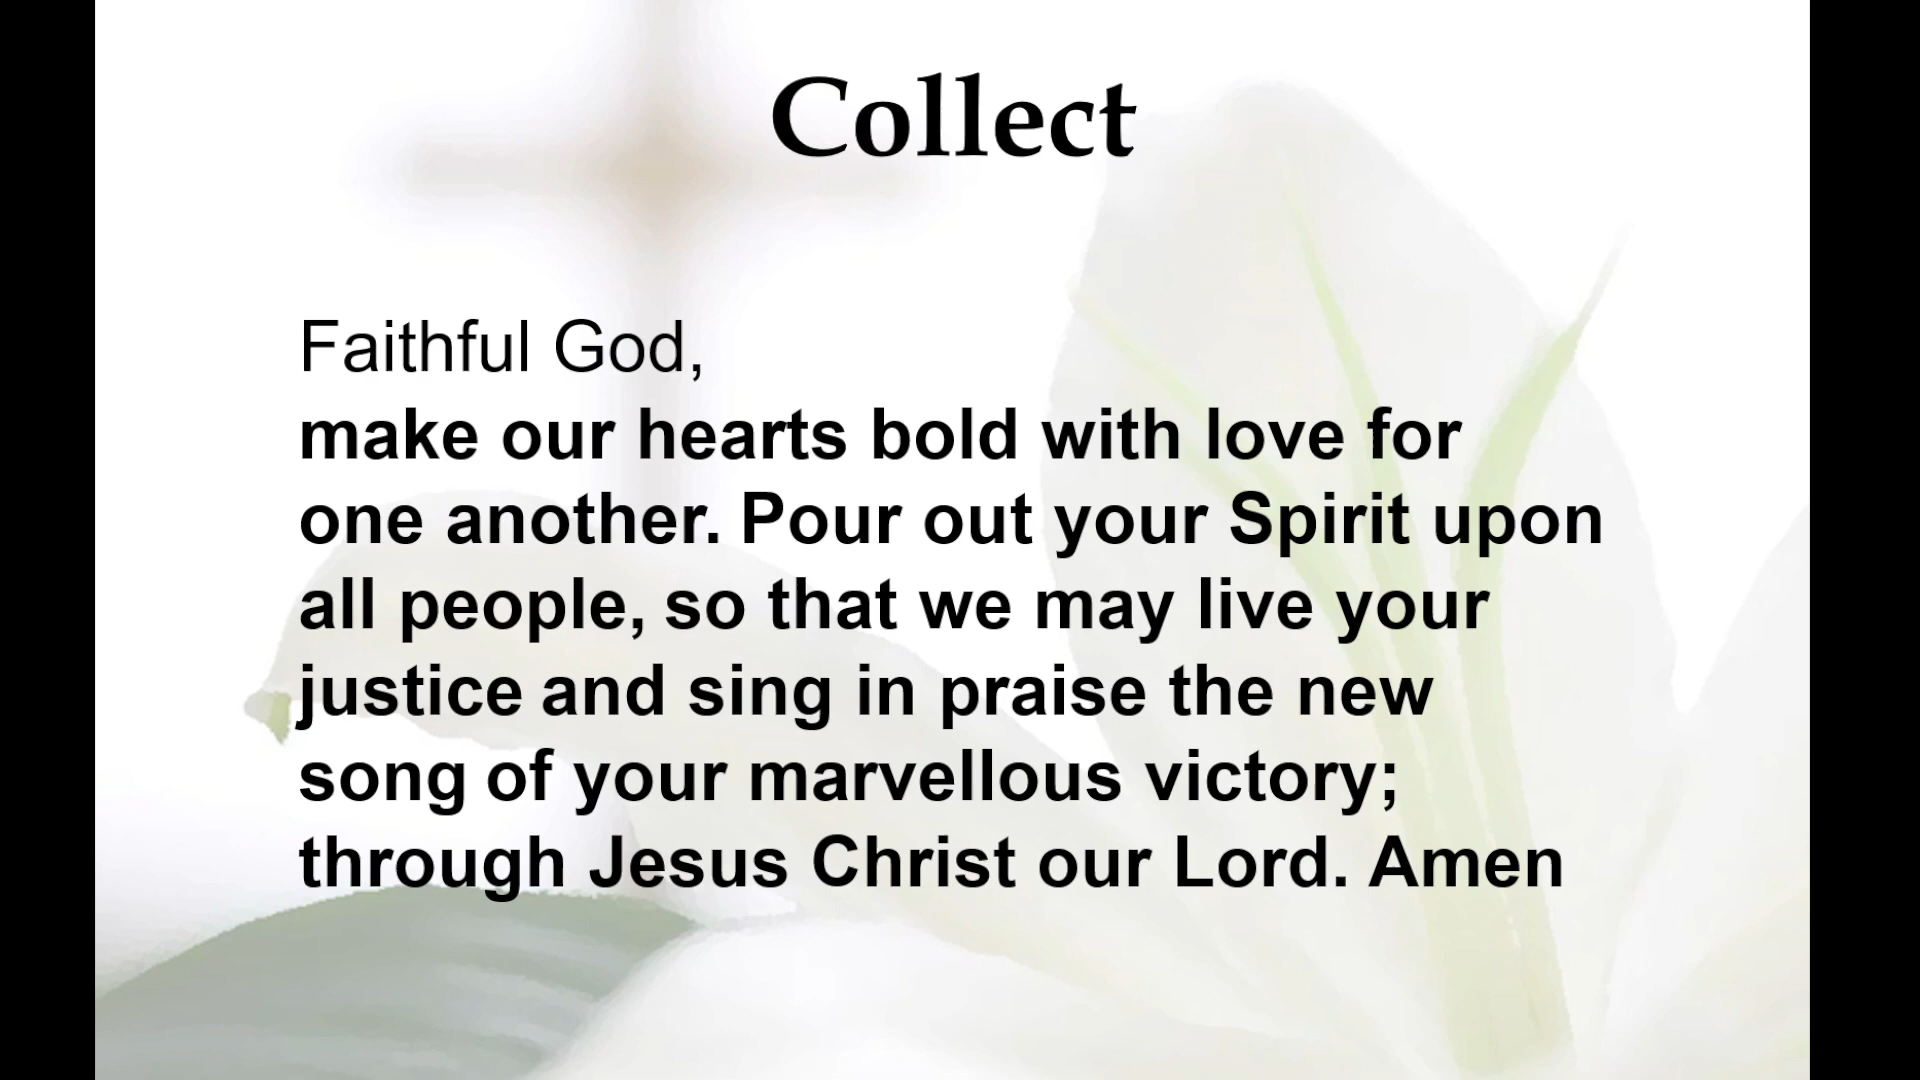 Collect
Faithful God,
make our hearts bold with love for
one another. Pour out your Spirit upon
all people, so that we may live your
justice and sing in praise the new
song of your marvellous victory;
through Jesus Christ our Lord. Amen